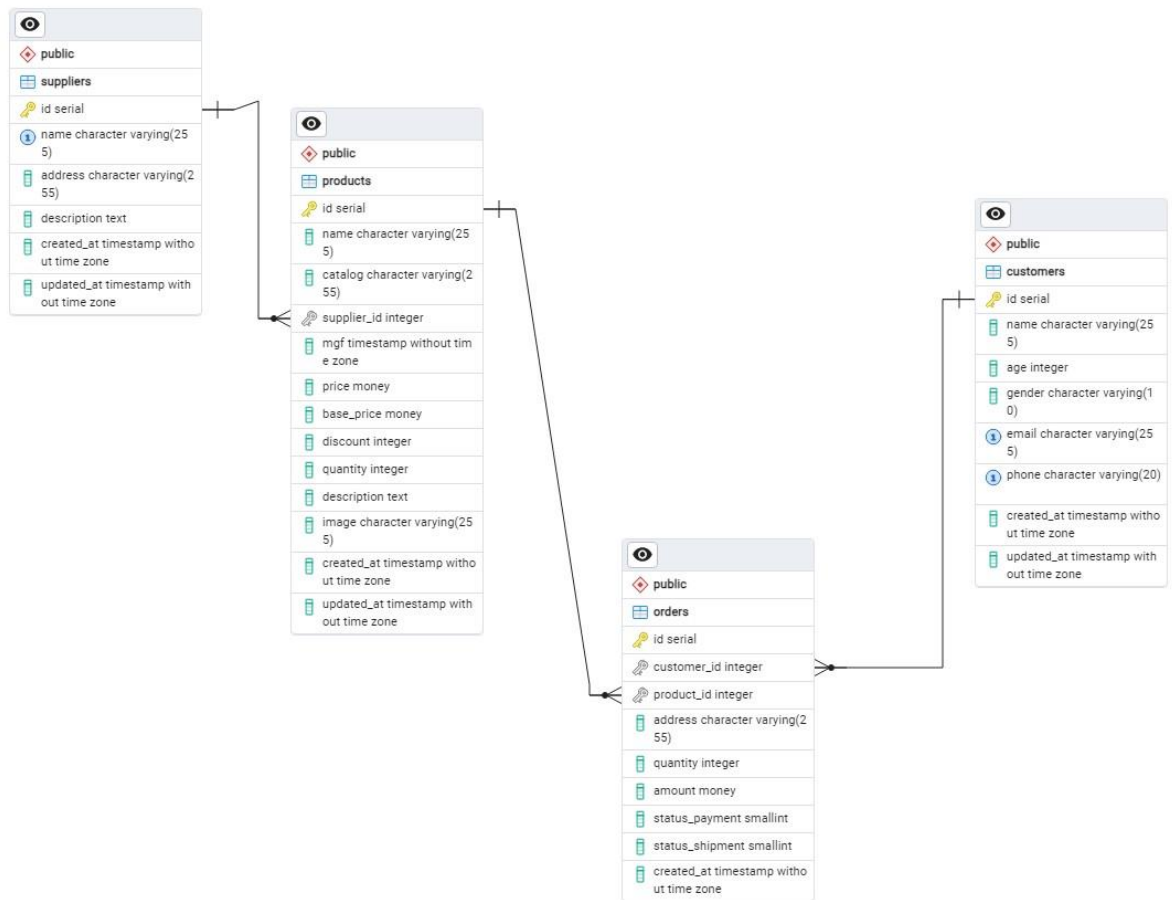 public
suppliers
id serial
name character varying(25
5)
address character varying(2
55)
description text
created_at timestamp witho
ut time zone
updated_at timestamp with
out time zone
public
products
id serial
name character varying(25
5)
catalog character varying(2
55)
supplier_id integer
mgf timestamp without tim
e zone
price money
base_price money
discount integer
quantity integer
description text
image character varying(25
5)
created_at timestamp witho
ut time zone
updated_at timestamp with
out time zone
public
customers
id serial
name character varying(25
5)
age integer
gender character varying(1
0)
1 email character varying(25
5)
1 phone character varying(20)
created_at timestamp witho
ut time zone
updated_at timestamp with
out time zone
public
orders
id serial
customer_id integer
product_id integer
address character varying(2
55)
quantity integer
amount money
status_payment smallint
status_shipment smallint
created_at timestamp witho
ut time zone